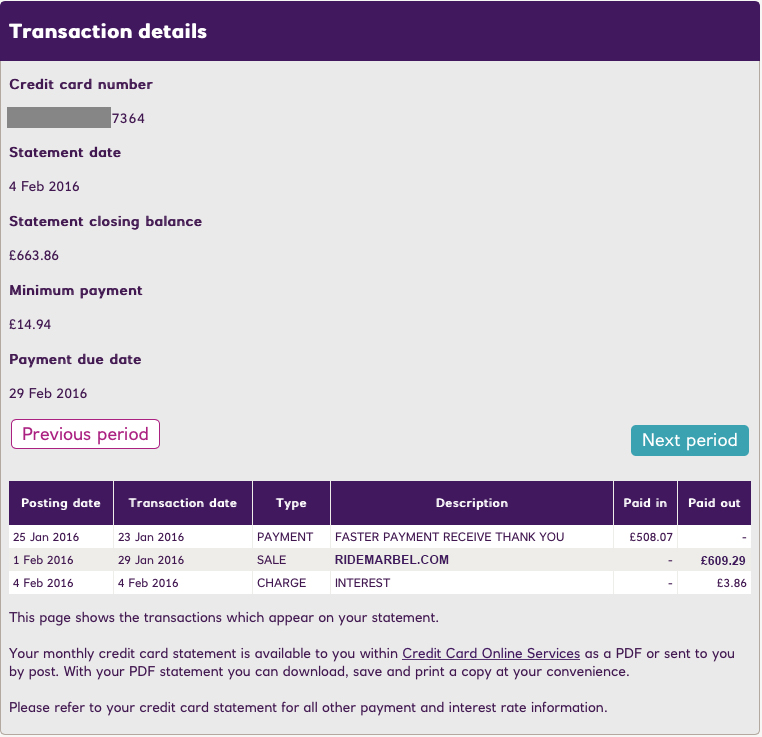 Transaction details
Credit card number
7364
Statement date
4 Feb 2016
Statement closing balance
£663.86
Minimum payment
£14.94
Payment due date
29 Feb 2016
Previous period
Next period
Posting date Transaction date Type Description Paid in Paid out
25 Jan 2016 23 Jan 2016 PAYMENT FASTER PAYMENT RECEIVE THANK YOU £508.07 -
1 Feb 2016 29 Jan 2016 SALE RIDEMARBEL.COM - £609.29
4 Feb 2016 4 Feb 2016 CHARGE INTEREST - £3.86
This page shows the transactions which appear on your statement.
Your monthly credit card statement is available to you within Credit Card Online Services as a PDF or sent to you
by post. With your PDF statement you can download, save and print a copy at your convenience.
Please refer to your credit card statement for all other payment and interest rate information.